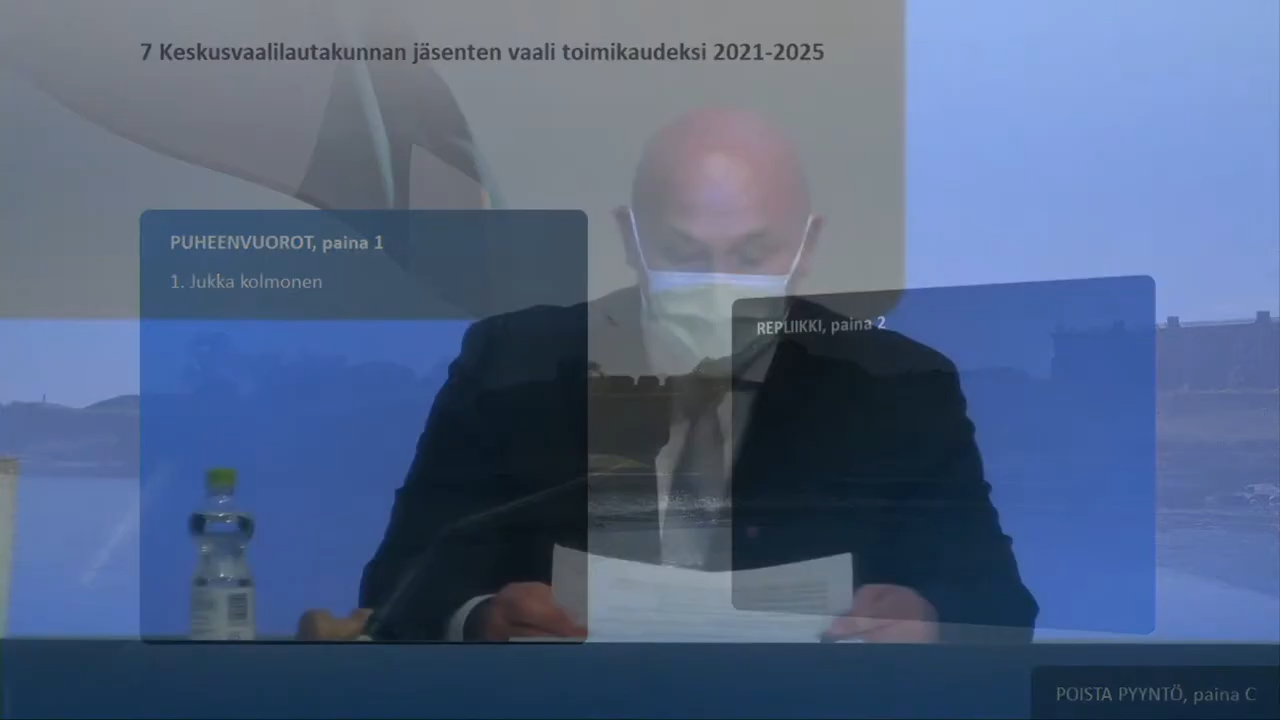 7 Keskusvaalilautakunnan jäsenten vaali toimikaudeksi 2021-2025
PUHEENVUOROT, paina 1
1. Jukka kolmonen
REPLIIKKI, paina 2
POISTA PYYNTÖ, paina C